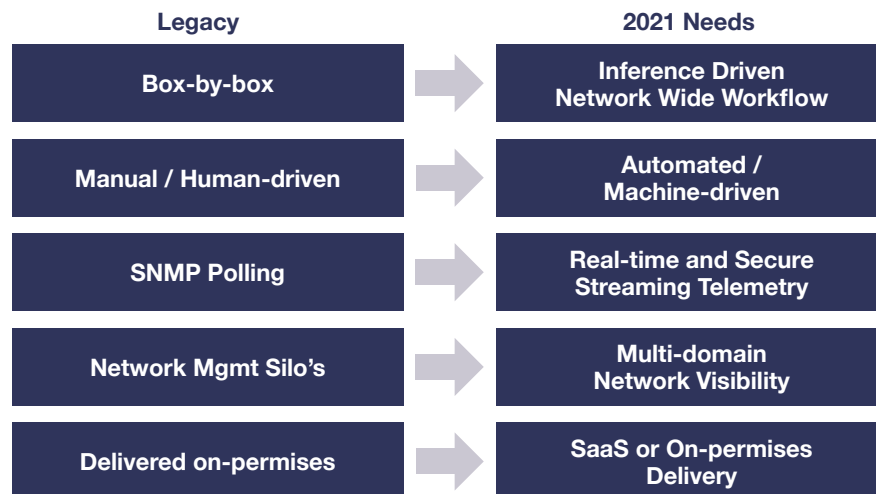 Legacy
2021 Needs
Box-by-box
Inference Driven
Network Wide Workflow
Manual / Human-driven
Automated /
Machine-driven
SNMP Polling
Real-time and Secure
Streaming Telemetry
Network Mgmt Silo's
Multi-domain
Network Visibility
Delivered on-permises
SaaS or On-permises
Delivery